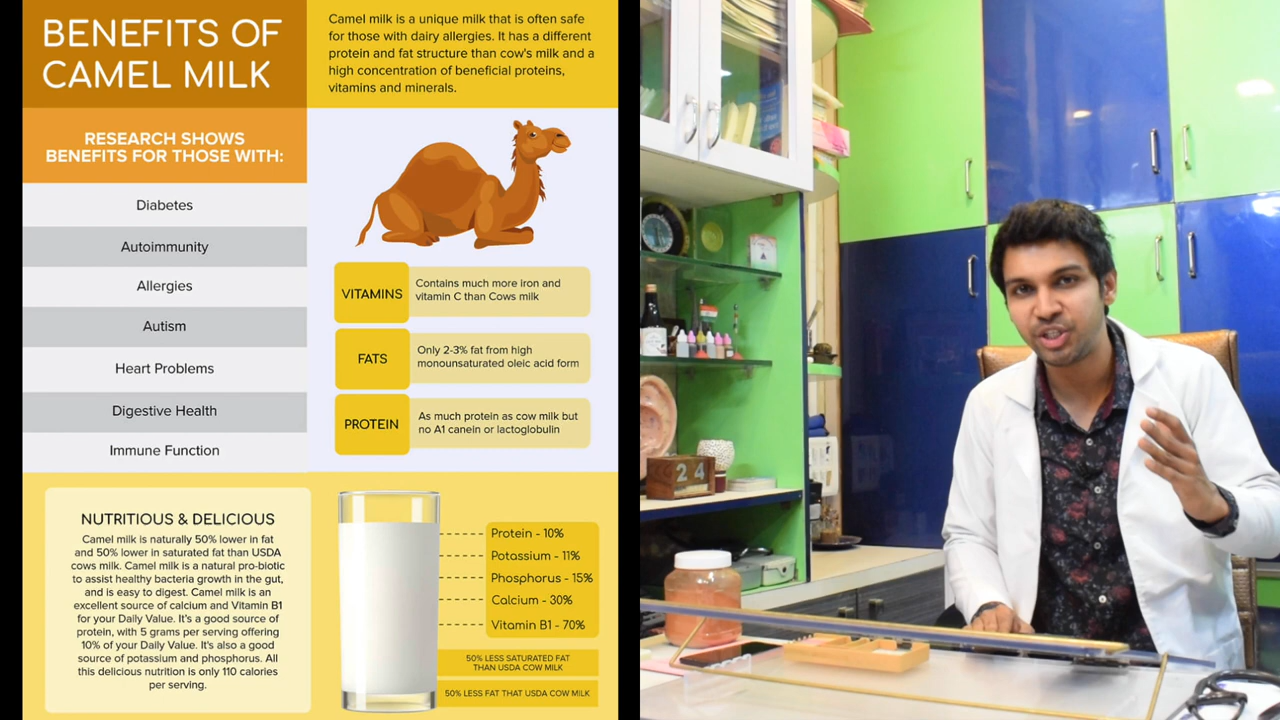 BENEFITS OF
CAMEL MILK
Camel milk is a unique milk that is often safe
for those with dairy allergies. It has a different
protein and fat structure than cow's milk and a
high concentration of beneficial proteins,
vitamins and minerals.
RESEARCH SHOWS
BENEFITS FOR THOSE WITH:
Diabetes
Autoimmunity
Allergies
Autism
Heart Problems
Digestive Health
Immune Function
VITAMINS
Contains much more iron and
vitamin C than Cows milk
FATS
Only 2-3% fat from high
monounsaturated oleic acid form
PROTEIN
As much protein as cow milk but
no A1 canein or lactoglobulin
NUTRITIOUS & DELICIOUS
Camel milk is naturally 50% lower in fat
and 50% lower in saturated fat than USDA
cows milk. Camel milk is a natural pro-biotic
to assist healthy bacteria growth in the gut,
and is easy to digest. Camel milk is an
excellent source of calcium and Vitamin B1
for your Daily Value. It's a good source of
protein, with 5 grams per serving offering
10% of your Daily Value. It's also a good
source of potassium and phosphorus. All
this delicious nutrition is only 110 calories
per serving.
Protein - 10%
Potassium - 11%
Phosphorus - 15%
Calcium - 30%
Vitamin B1 - 70%
50% LESS SATURATED FAT
THAN USDA COW MILK
50% LESS FAT THAT USDA COW MILK
24